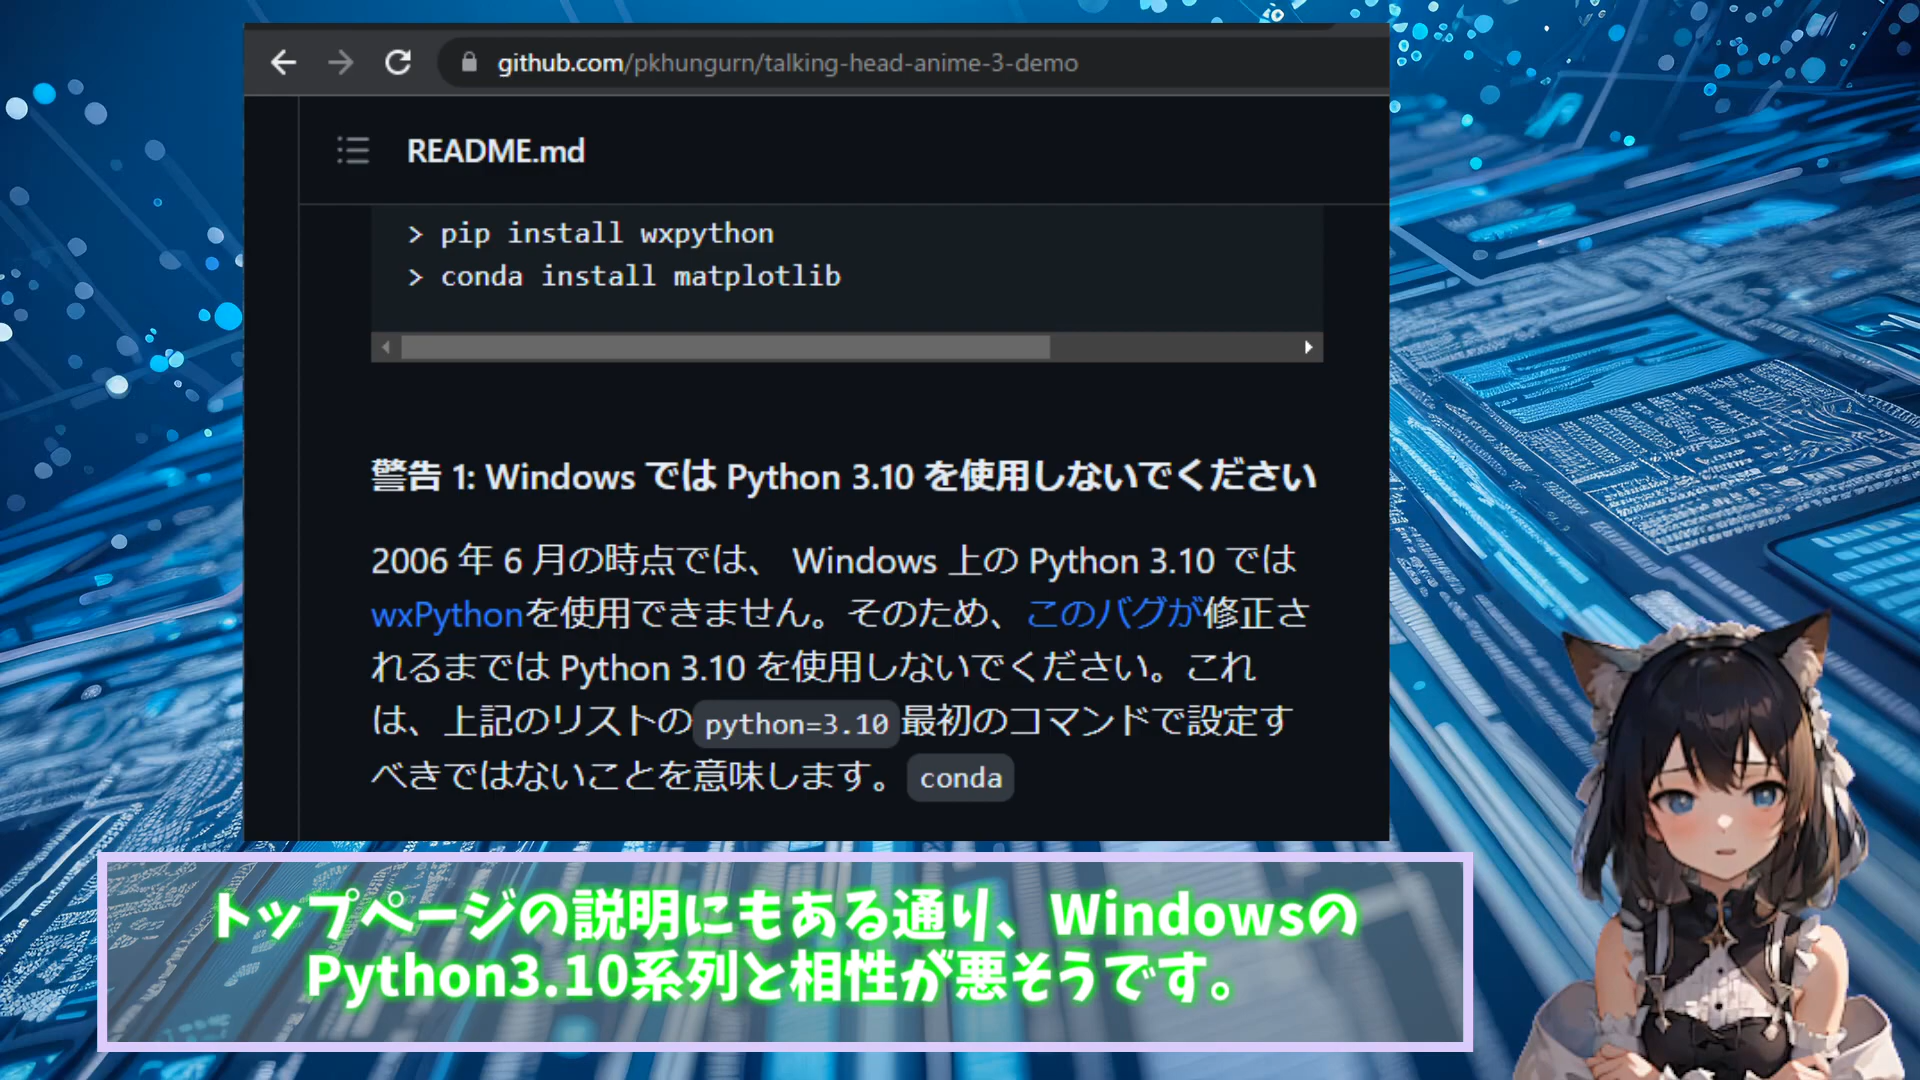 github.com/pkhungurn/talking-head-anime-3-demo
README.md
> pip install wxpython
> conda install matplotlib
警告 1: Windows では Python 3.10 を使用しないでください
2006 年 6 月の時点では、 Windows 上の Python 3.10 では
wxPythonを使用できません。そのため、このバグが修正さ
れるまでは Python 3.10 を使用しないでください。これ
は、上記のリストのpython=3.10最初のコマンドで設定す
べきではないことを意味します。 conda
トップページの説明にもある通り、Windowsの
Python3.10系列と相性が悪そうです。